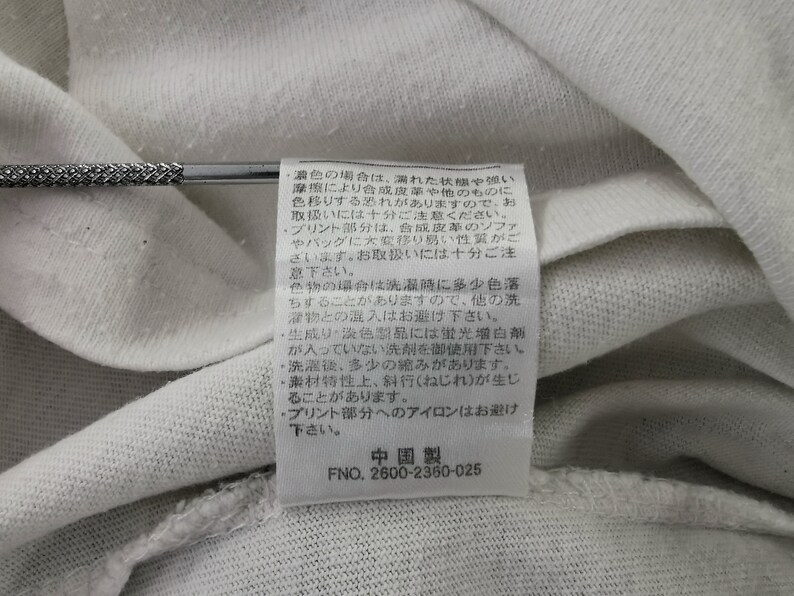 ・濃色の場合は、濡れた状態や強い
摩擦により合成皮革や他のものに
色移りする恐れがありますので、お
取扱いには十分ご注意ください。
・プリント部分は、合成皮革のソファ
やバッグに大変移り易い性質がご
ざいます。お取扱いには十分ご注
意下さい。
・色物の場合は洗濯時に多少色落
ちすることがありますので、他の洗
濯物との混入はお避け下さい。
・生成り・淡色製品には蛍光増白剤
が入っていない洗剤を御使用下さい。
・洗濯後、多少の縮みがあります。
・素材特性上、斜行(ねじれ)が生じ
ることがあります。
・プリント部分へのアイロンはお避け
下さい。
中国製
FNO. 2600-2360-025